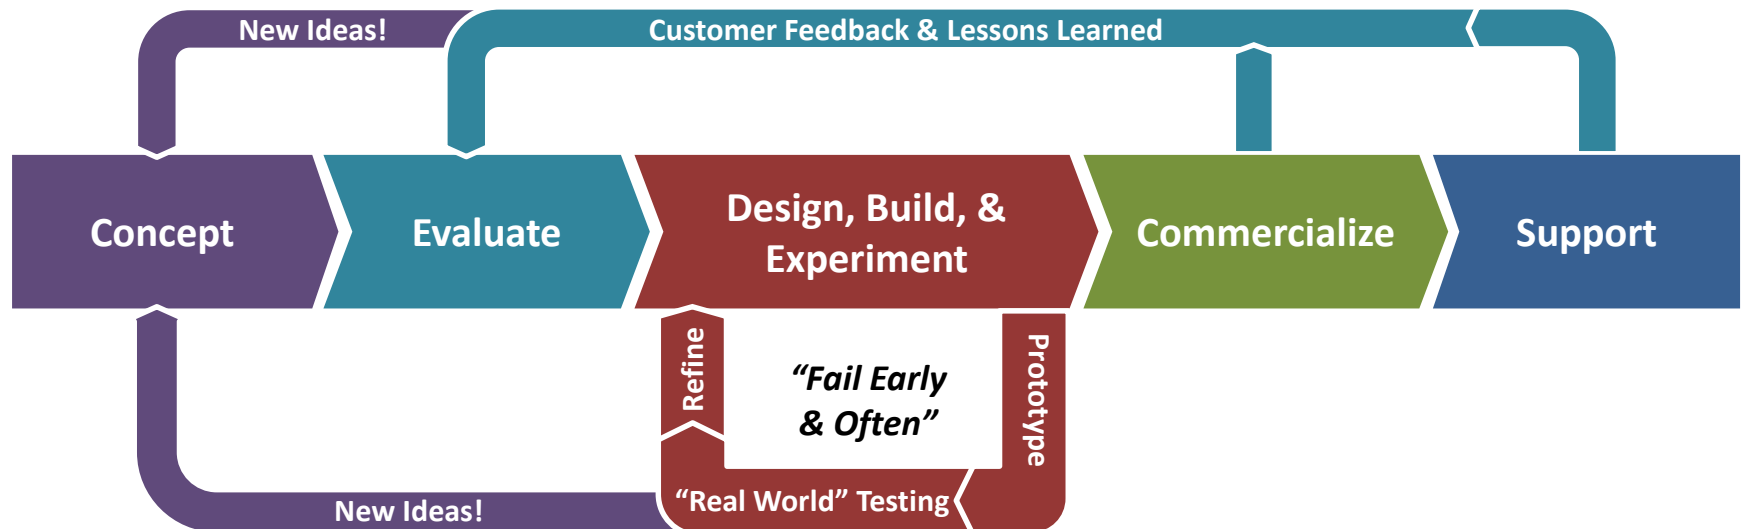 New Ideas!
Customer Feedback & Lessons Learned
Concept
Evaluate
Design, Build, &
Experiment
Commercialize
Support
Refine
“Fail Early
& Often”
Prototype
“Real World” Testing
New Ideas!